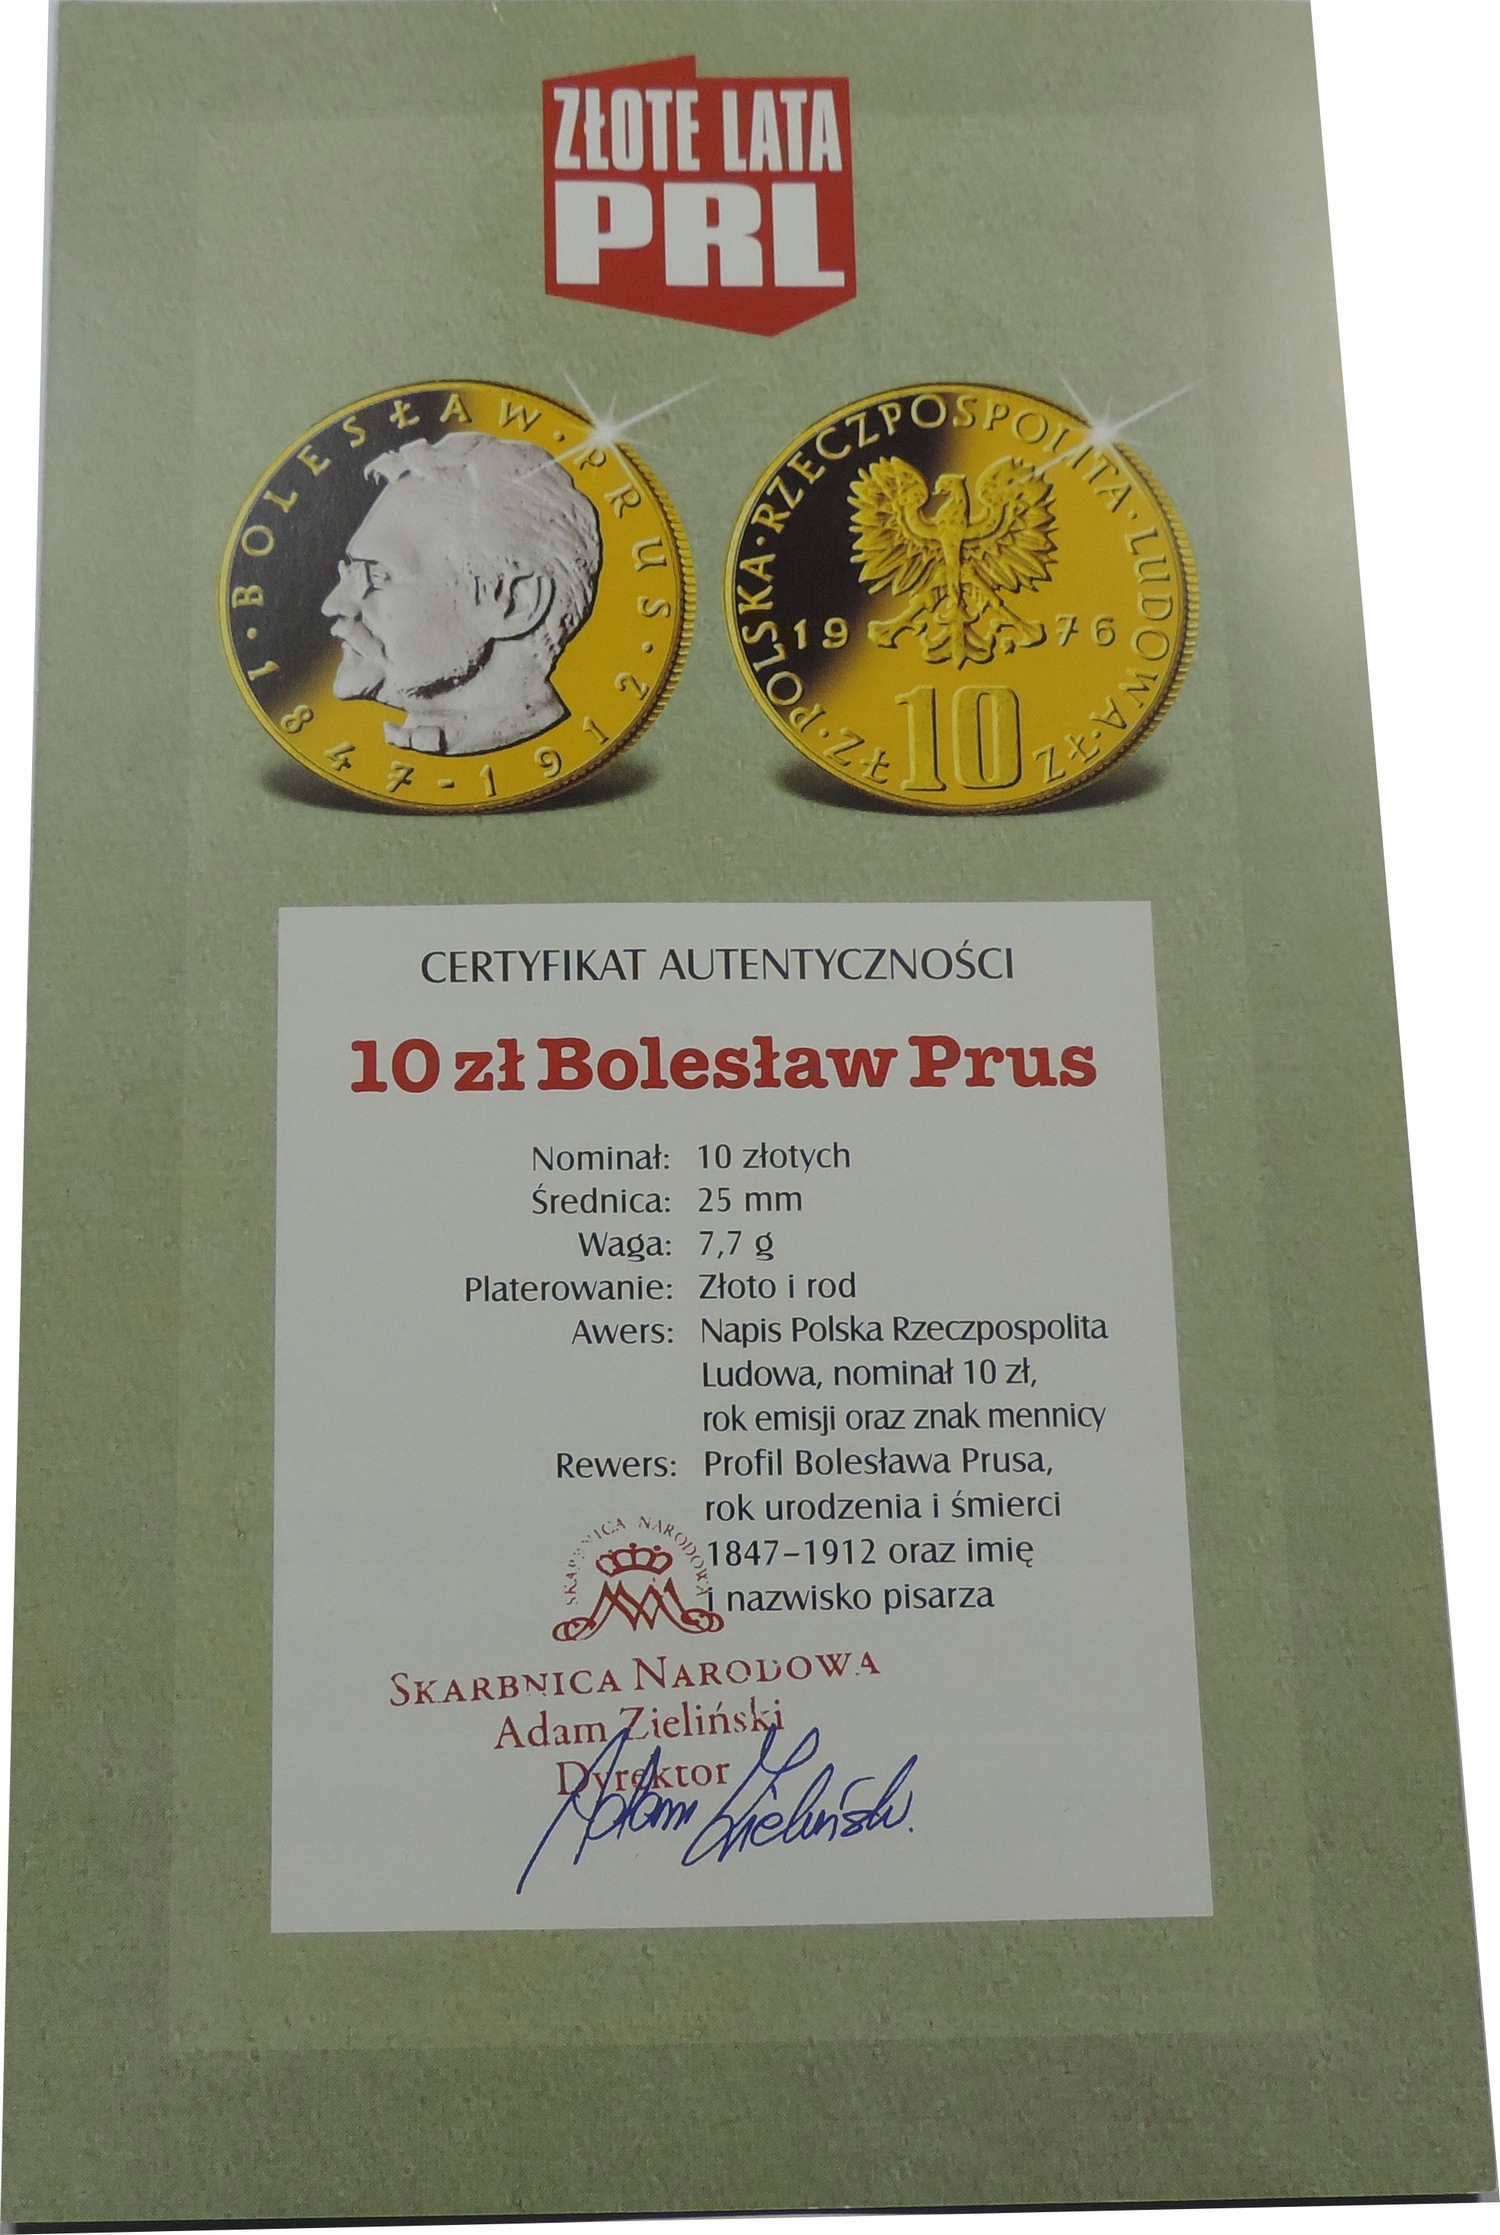 ZŁOTE LATA
PRL
BOLESŁAW · PRUS · 1847-1912
POLSKA · RZECZPOSPOLITA · LUDOWA · ZŁ 10 ZŁ
1976
CERTYFIKAT AUTENTYCZNOŚCI
10 zł Bolesław Prus
Nominał: 10 złotych
Średnica: 25 mm
Waga: 7,7 g
Platerowanie: Złoto i rod
Awers: Napis Polska Rzeczpospolita
Ludowa, nominał 10 zł,
rok emisji oraz znak mennicy
Rewers: Profil Bolesława Prusa,
rok urodzenia i śmierci
1847–1912 oraz imię
i nazwisko pisarza
SKARBNICA NARODOWA
SKARBNICA NARODOWA
Adam Zieliński
Dyrektor
Adam Zieliński